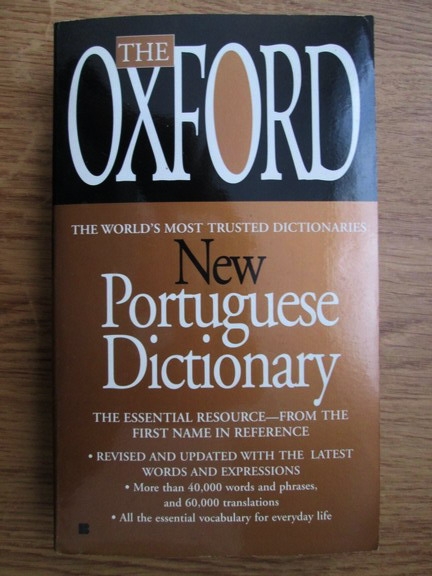 THE
OXFORD
THE WORLD'S MOST TRUSTED DICTIONARIES
New
Portuguese
Dictionary
THE ESSENTIAL RESOURCE—FROM THE
FIRST NAME IN REFERENCE
• REVISED AND UPDATED WITH THE LATEST
WORDS AND EXPRESSIONS
• More than 40,000 words and phrases,
and 60,000 translations
• All the essential vocabulary for everyday life